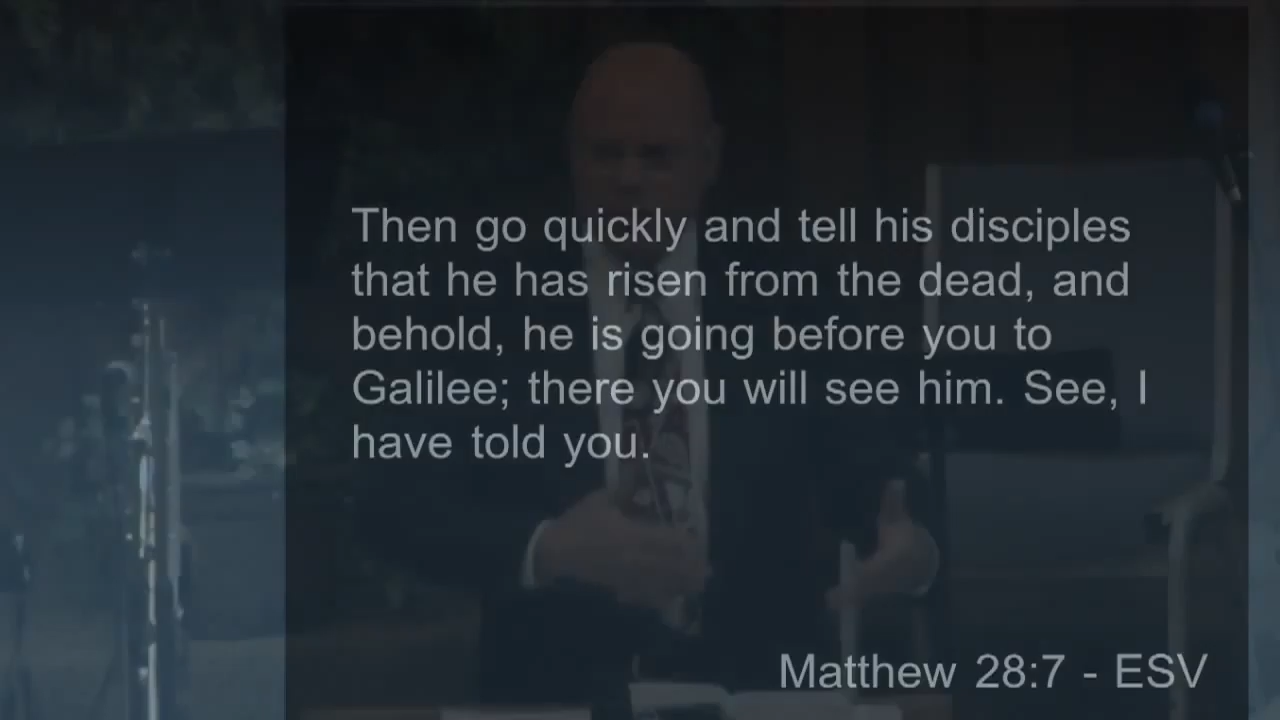 Then go quickly and tell his disciples
that he has risen from the dead, and
behold, he is going before you to
Galilee; there you will see him. See, I
have told you.
Matthew 28:7 - ESV